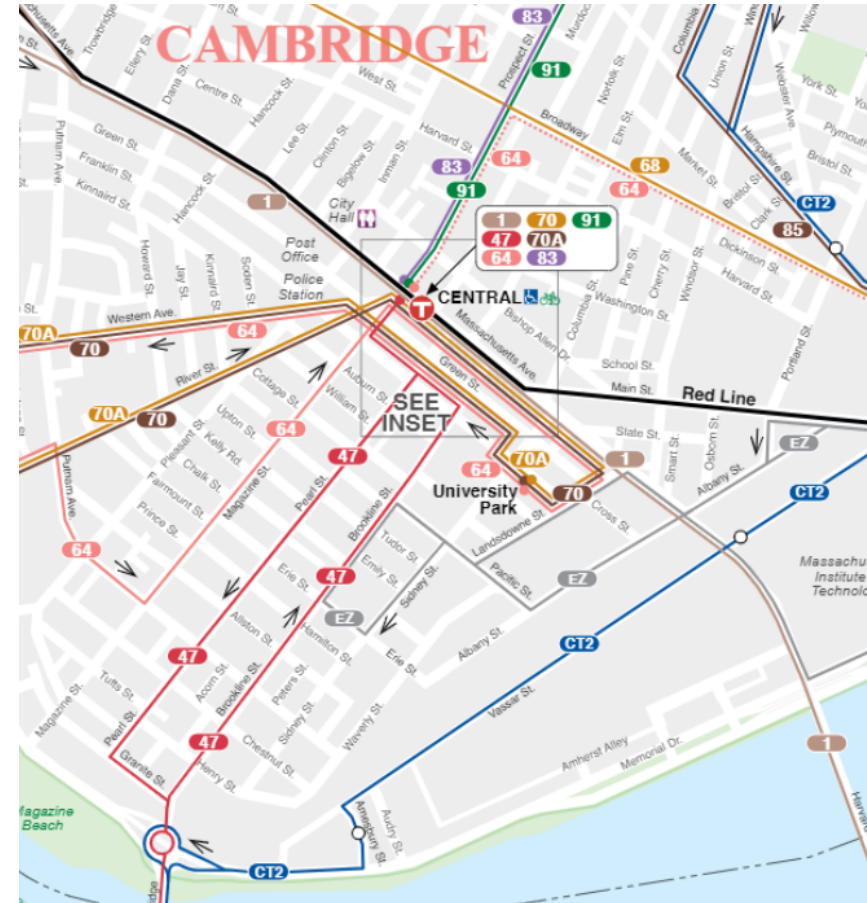 CAMBRIDGE
83
Murdoc
Columbia
Willow
Massachusetts Ave.
Trowbridge
Ellery St.
Dana St.
Centre St.
Hancock St.
West St.
Prospect St.
91
Norfolk St.
Elm St.
Union St.
Webster Ave.
York St.
York St.
Plymouth
Bristol St.
Putnam Ave.
Green St.
Franklin St.
Kinnaird St.
Hancock St.
Lee St.
Clinton St.
Bigelow St.
Inman St.
Harvard St.
Broadway
64
83
91
68
64
Market St.
Hampshire St.
Bristol St.
Clark St.
CT2
85
1
City
Hall
Post
Office
Police
Station
1 70 91
47 70A
64 83
Dickinson St.
Harvard St.
Howard St.
Jay St.
Kinnaird St.
Soden St.
T CENTRAL
Massachusetts Ave.
Bishop Allen Dr.
Columbia St.
Washington St.
Pine St.
Cherry St.
Windsor St.
Portland St.
School St.
Main St.
Red Line
Western Ave.
64
70A
70
River St.
70A
70
Cottage St.
Auburn St.
William St.
Green St.
SEE
INSET
64
47
Upton St.
Pleasant St.
Kelly Rd.
Chalk St.
Fairmount St.
Prince St.
Magazine St.
Pearl St.
Brookline St.
State St.
Smart St.
Osborn St.
Albany St.
EZ
1
64
70A
70
University
Park
Landsdowne St.
Cross St.
CT2
Putnam Ave.
64
Tudor St.
Emily St.
Sidney St.
Pacific St.
EZ
Massachu
Institute
Technolo
Erie St.
47
EZ
Allston St.
Hamilton St.
Erie St.
Albany St.
CT2
47
Acorn St.
Brookline St.
Peters St.
Sidney St.
Waverly St.
Vassar St.
Tufts St.
Magazine St.
Pearl St.
Granite St.
47
Henry St.
Chestnut St.
Amherst Alley
Memorial Dr.
1
Harvard
Magazine
Beach
Amesbury St.
Audry St.
CT2
ridge